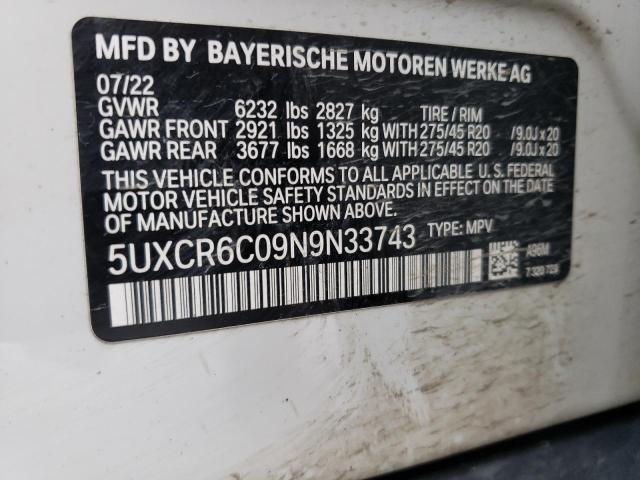 MFD BY BAYERISCHE MOTOREN WERKE AG
07/22
GVWR 6232 lbs 2827 kg TIRE / RIM
GAWR FRONT 2921 lbs 1325 kg WITH 275/45 R20 /9.0J x 20
GAWR REAR 3677 lbs 1668 kg WITH 275/45 R20 /9.0J x 20
THIS VEHICLE CONFORMS TO ALL APPLICABLE U. S. FEDERAL
MOTOR VEHICLE SAFETY STANDARDS IN EFFECT ON THE DATE
OF MANUFACTURE SHOWN ABOVE.
5UXCR6C09N9N33743 TYPE: MPV
A96M